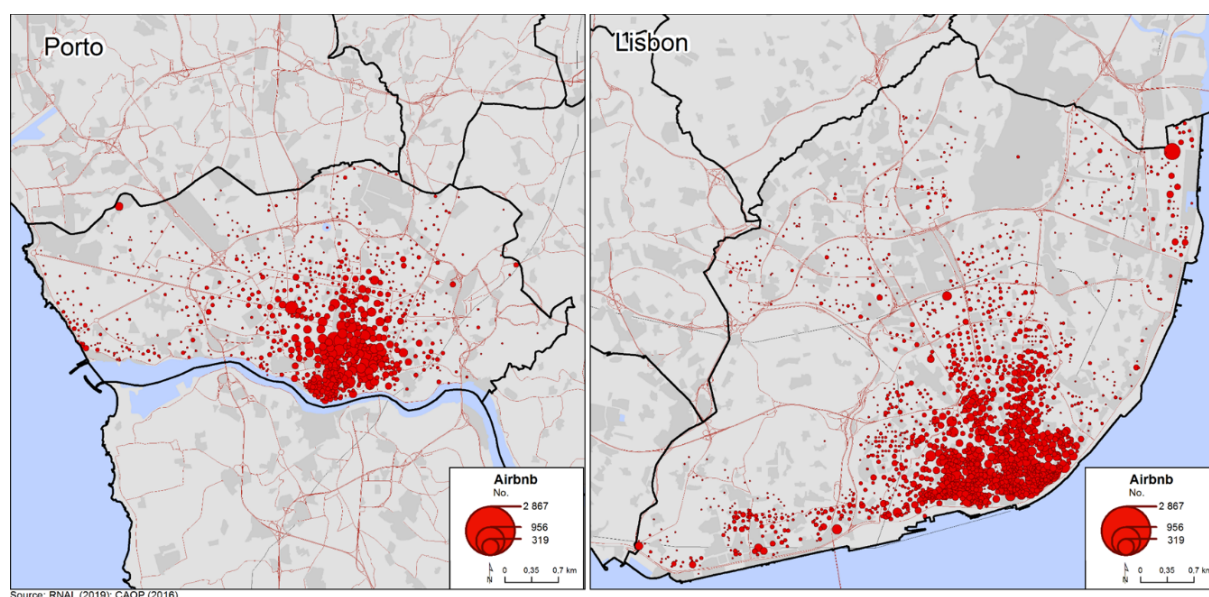 Porto
Airbnb
No.
2 867
956
319
N
0 0,35 0,7 km
Lisbon
Airbnb
No.
2 867
956
319
N
0 0,35 0,7 km
Source: RNAL (2019); CAOP (2016)